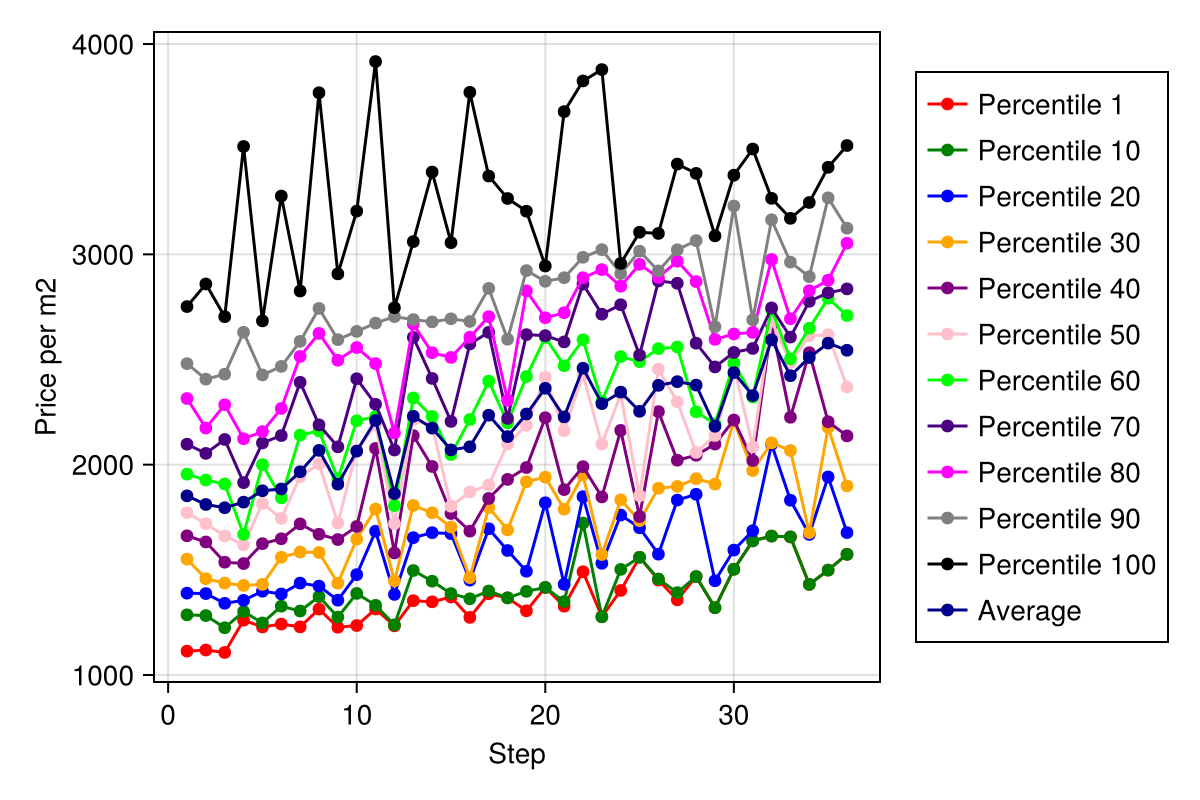 4000
3000
2000
1000
Price per m2
0 10 20 30
Step
Percentile 1
Percentile 10
Percentile 20
Percentile 30
Percentile 40
Percentile 50
Percentile 60
Percentile 70
Percentile 80
Percentile 90
Percentile 100
Average